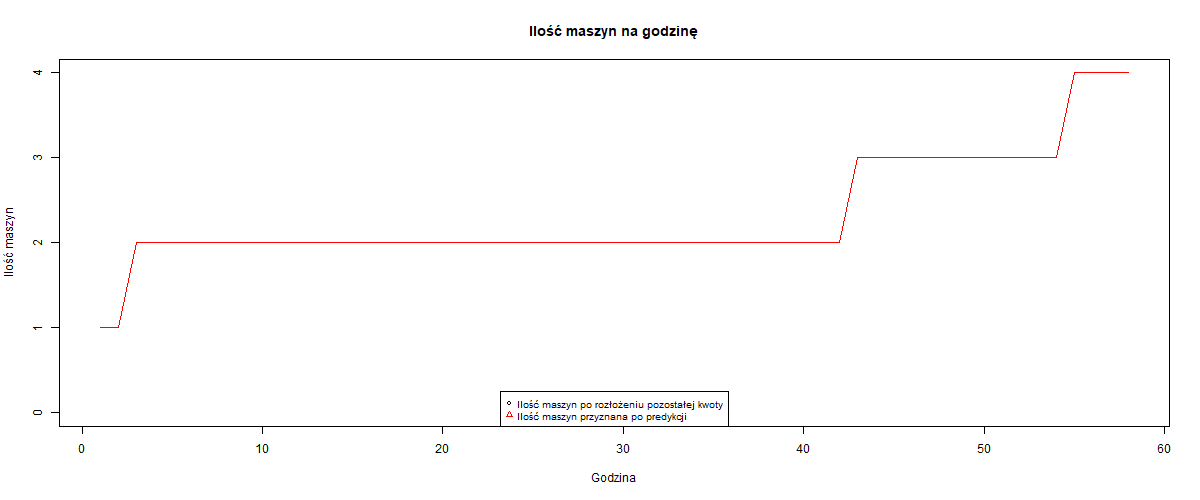 Ilość maszyn na godzinę
Ilość maszyn
4
3
2
1
0
Ilość maszyn po rozłożeniu pozostałej kwoty
Ilość maszyn przyznana po predykcji
0 10 20 30 40 50 60
Godzina